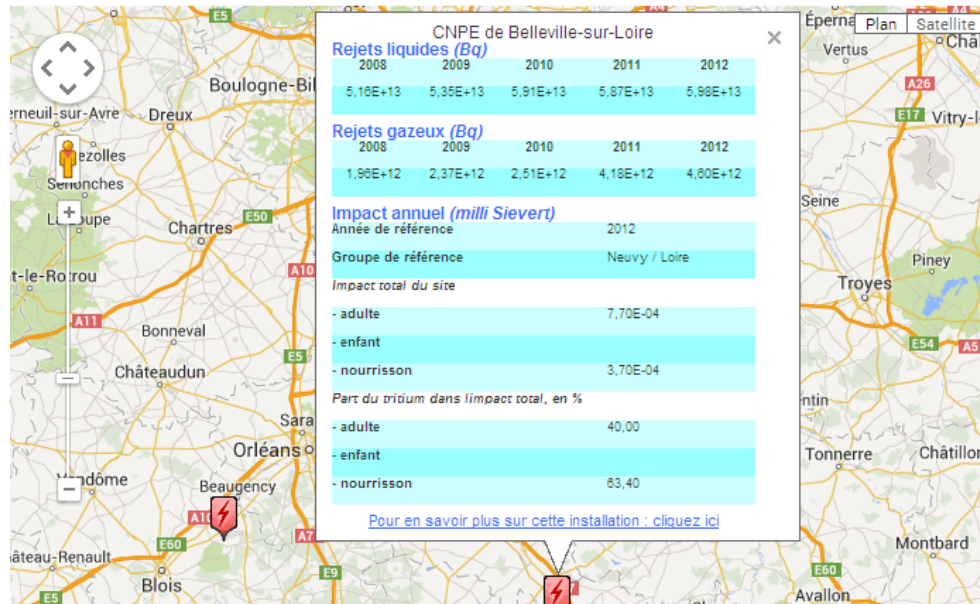 E5
Éperna
Plan
Satellite
Vertus
Châl
Boulogne-Bil
A26
E17
Vitry-l
erneuil-sur-Avre
Dreux
ezolles
Senonches
La
oupe
Chartres
E50
t-le-Rotrou
A10
A11
Bonneval
E5
Châteaudun
Sara
Orléans
Vendôme
Beaugency
A10
A7
E60
âteau-Renault
Blois
E5
E9
CNPE de Belleville-sur-Loire
Rejets liquides (Bq)
2008 2009 2010 2011 2012
5,16E+13 5,35E+13 5,91E+13 5,87E+13 5,98E+13
Rejets gazeux (Bq)
2008 2009 2010 2011 2012
1,96E+12 2,37E+12 2,51E+12 4,18E+12 4,60E+12
Impact annuel (milli Sievert)
Année de référence 2012
Groupe de référence Neuvy / Loire
Impact total du site
- adulte 7,70E-04
- enfant
- nourrisson 3,70E-04
Part du tritium dans limpact total, en %
- adulte 40,00
- enfant
- nourrisson 63,40
Pour en savoir plus sur cette installation : cliquez ici
Seine
Piney
Troyes
E54
A5
ntin
Tonnerre
Châtillon
Montbard
E60
Avallon